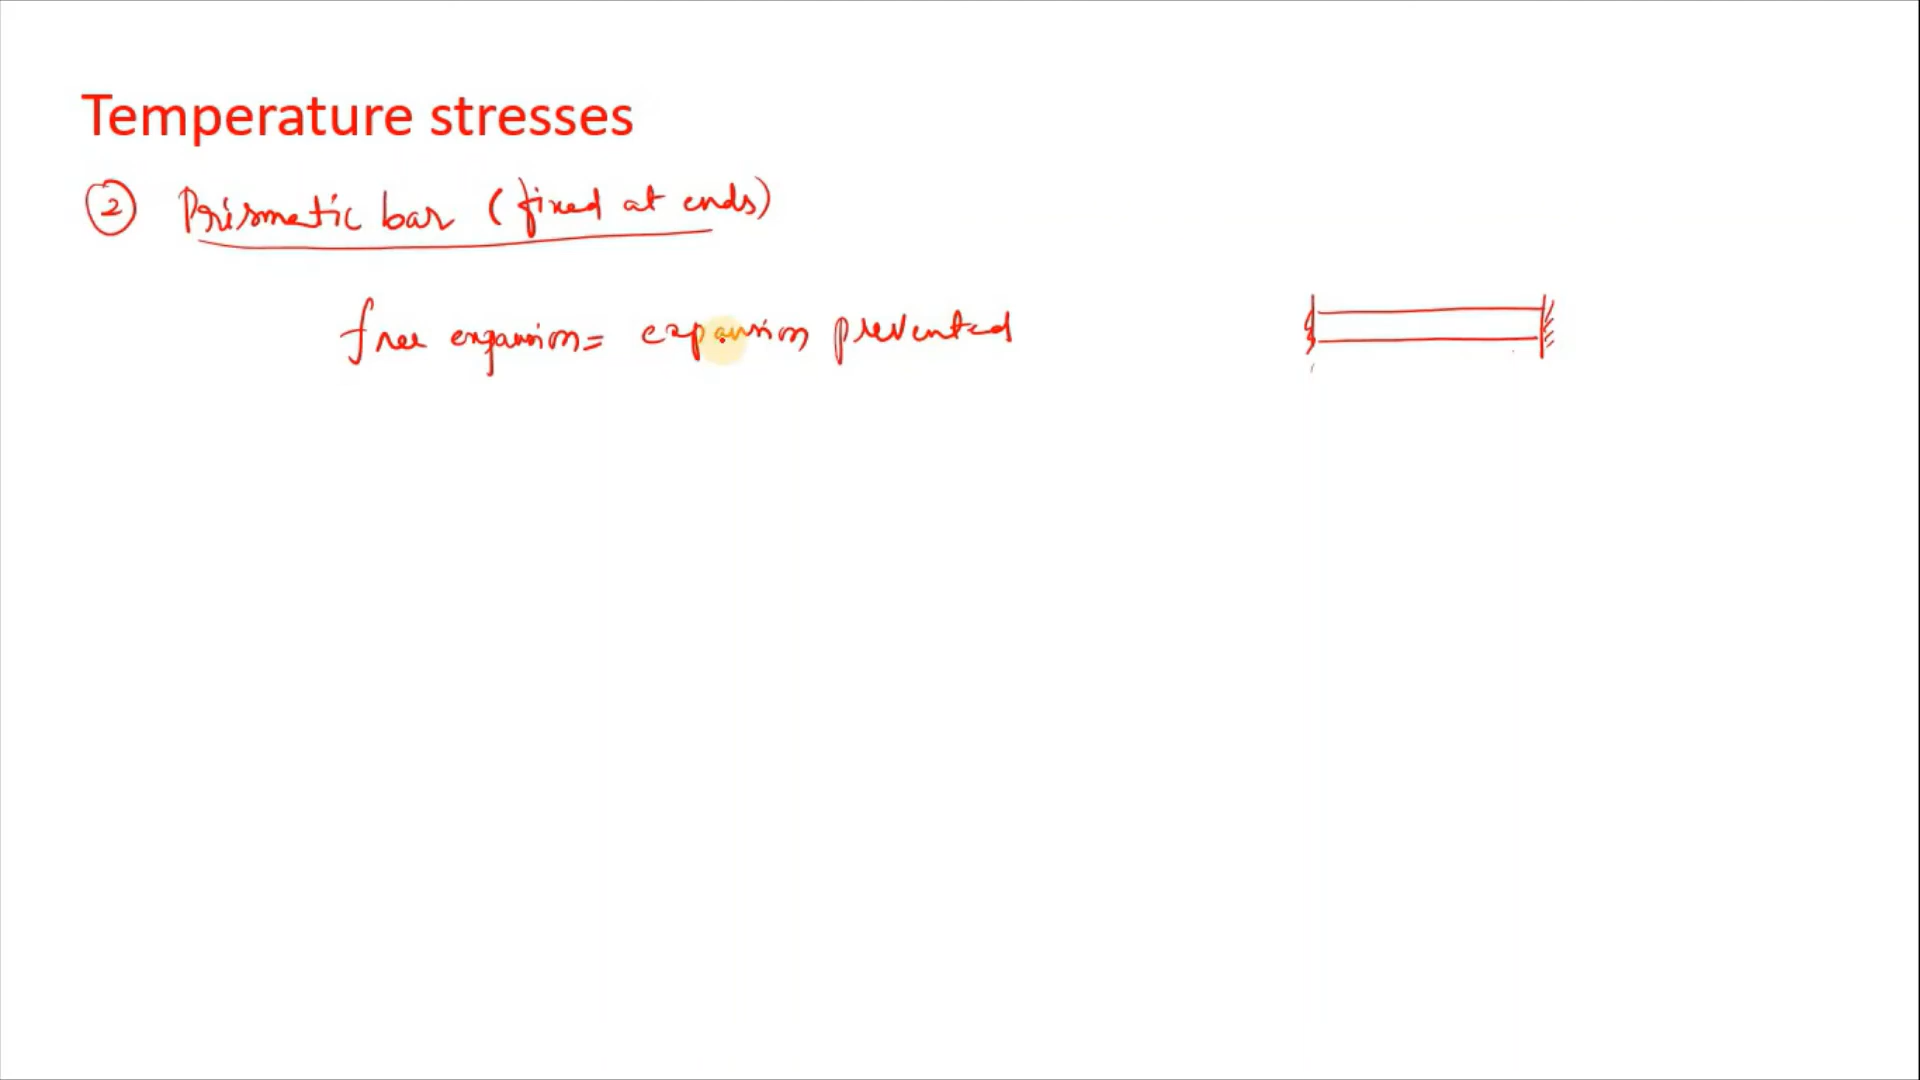 Temperature stresses
2 Prismatic bar (fixed at ends)
free expansion = expansion prevented